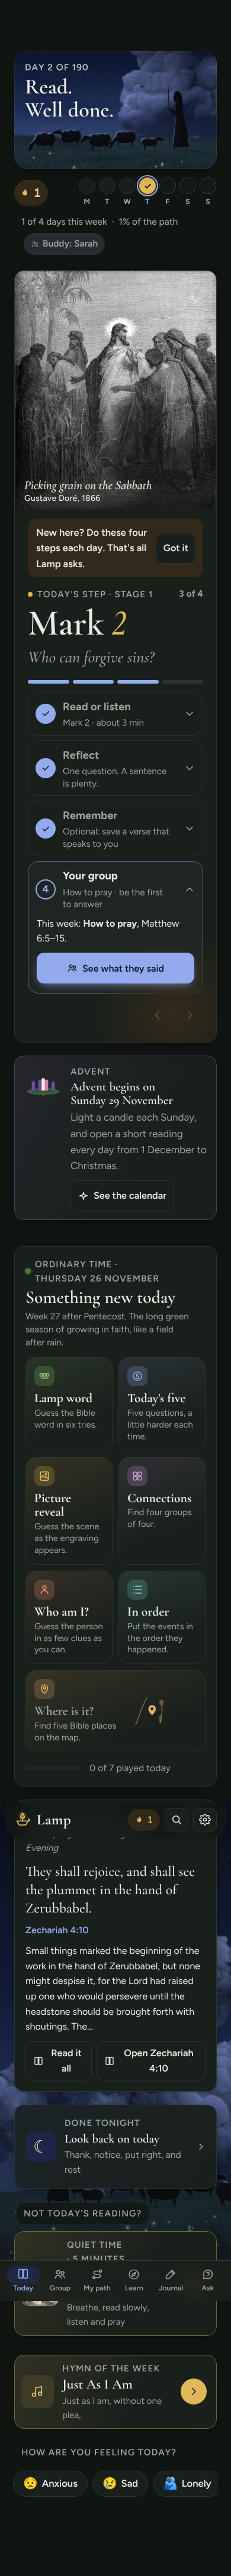 DAY 2 OF 190
Read.
Well done.
1
M T W T F S S
1 of 4 days this week · 1% of the path
Buddy: Sarah
Picking grain on the Sabbath
Gustave Doré, 1866
New here? Do these four
steps each day. That's all
Lamp asks.
Got it
TODAY'S STEP · STAGE 1
3 of 4
Mark 2
Who can forgive sins?
Read or listen
Mark 2 · about 3 min
Reflect
One question. A sentence
is plenty.
Remember
Optional: save a verse that
speaks to you
4
Your group
How to pray · be the first
to answer
This week: How to pray, Matthew
6:5–15.
See what they said
ADVENT
Advent begins on
Sunday 29 November
Light a candle each Sunday,
and open a short reading
every day from 1 December to
Christmas.
See the calendar
ORDINARY TIME ·
THURSDAY 26 NOVEMBER
Something new today
Week 27 after Pentecost. The long green
season of growing in faith, like a field
after rain.
Lamp word
Guess the Bible
word in six tries.
Today's five
Five questions, a
little harder each
time.
Picture
reveal
Guess the scene
as the engraving
appears.
Connections
Find four groups
of four.
Who am I?
Guess the person
in as few clues as
you can.
In order
Put the events in
the order they
happened.
Where is it?
Find five Bible places
on the map.
0 of 7 played today
Lamp
1
Evening
They shall rejoice, and shall see
the plummet in the hand of
Zerubbabel.
Zechariah 4:10
Small things marked the beginning of the
work in the hand of Zerubbabel, but none
might despise it, for the Lord had raised
up one who would persevere until the
headstone should be brought forth with
shoutings. The…
Read it
all
Open Zechariah
4:10
DONE TONIGHT
Look back on today
Thank, notice, put right, and
rest
NOT TODAY'S READING?
QUIET TIME
· 5 MINUTES
Today
Group
My path
Learn
Journal
Ask
Breathe, read slowly,
listen and pray
HYMN OF THE WEEK
Just As I Am
Just as I am, without one
plea,
HOW ARE YOU FEELING TODAY?
Anxious
Sad
Lonely